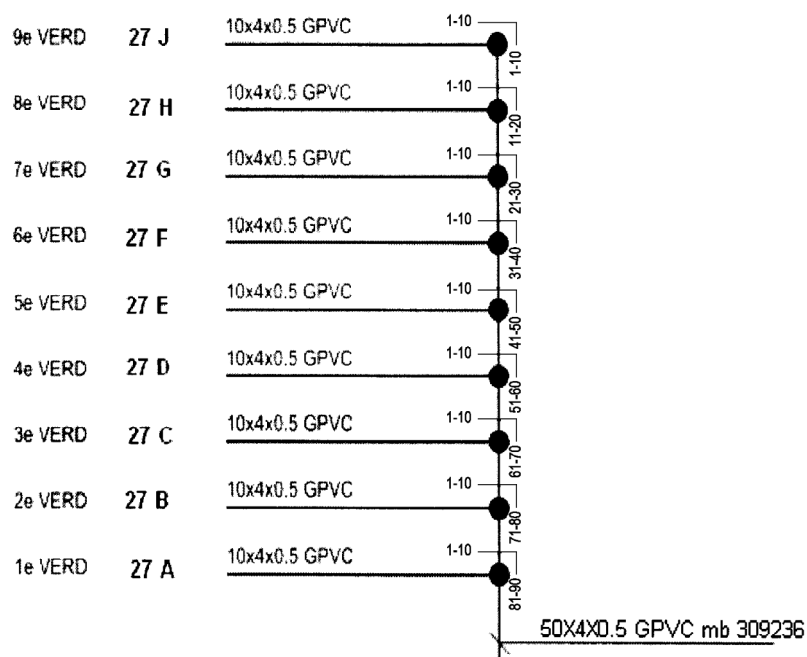 9e VERD 27 J 10x4x0.5 GPVC 1-10
1-10
8e VERD 27 H 10x4x0.5 GPVC 1-10
11-20
7e VERD 27 G 10x4x0.5 GPVC 1-10
21-30
6e VERD 27 F 10x4x0.5 GPVC 1-10
31-40
5e VERD 27 E 10x4x0.5 GPVC 1-10
41-50
4e VERD 27 D 10x4x0.5 GPVC 1-10
51-60
3e VERD 27 C 10x4x0.5 GPVC 1-10
61-70
2e VERD 27 B 10x4x0.5 GPVC 1-10
71-80
1e VERD 27 A 10x4x0.5 GPVC 1-10
81-90
50X4X0.5 GPVC mb 309236